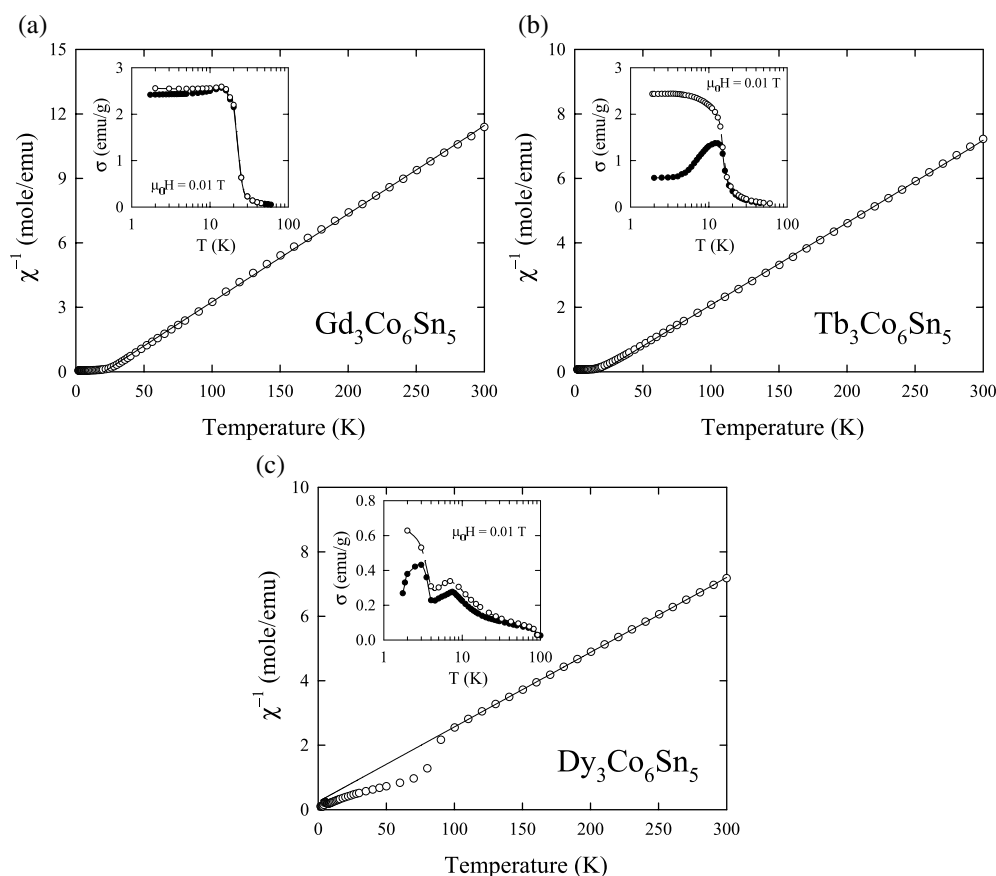 (a)
15
12
9
6
3
0
χ⁻¹ (mole/emu)
0
50
100
150
200
250
300
Temperature (K)
Gd₃Co₆Sn₅
3
2
1
0
σ (emu/g)
μ₀H = 0.01 T
1
10
100
T (K)
(b)
10
8
6
4
2
0
χ⁻¹ (mole/emu)
0
50
100
150
200
250
300
Temperature (K)
Tb₃Co₆Sn₅
3
2
1
0
σ (emu/g)
μ₀H = 0.01 T
1
10
100
T (K)
(c)
10
8
6
4
2
0
χ⁻¹ (mole/emu)
0
50
100
150
200
250
300
Temperature (K)
Dy₃Co₆Sn₅
0.8
0.6
0.4
0.2
0.0
σ (emu/g)
μ₀H = 0.01 T
1
10
100
T (K)